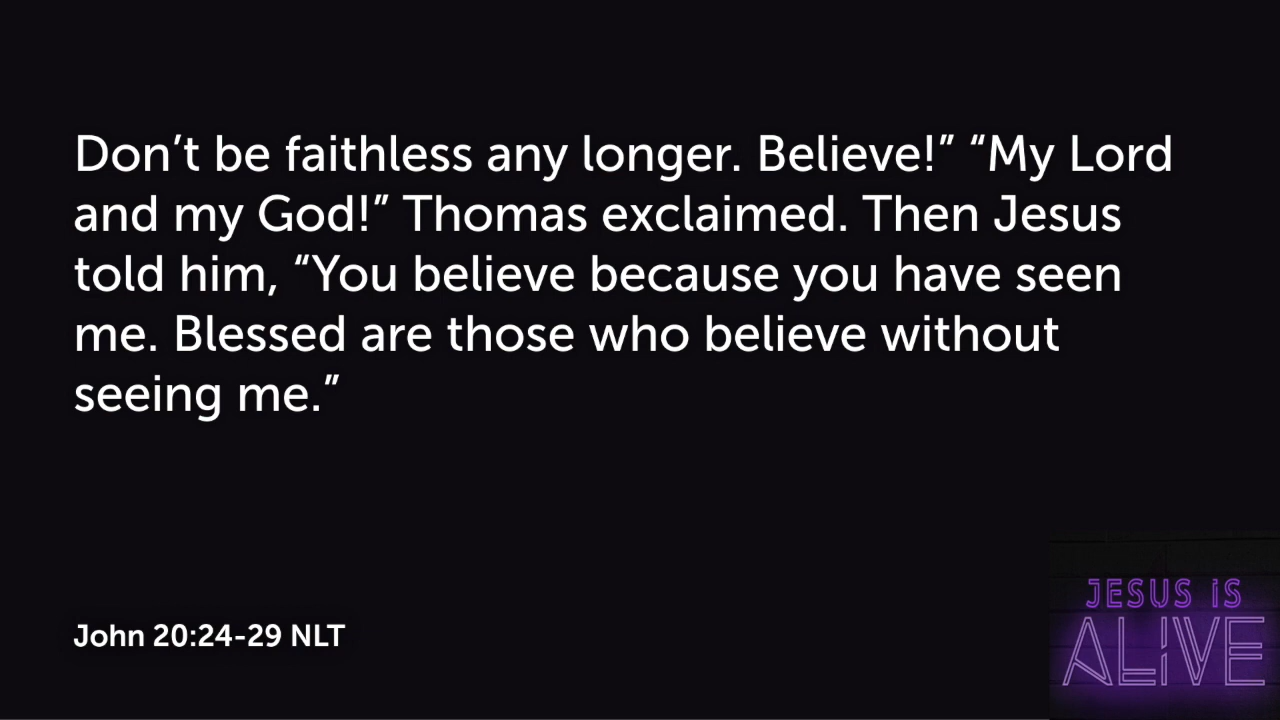 Don’t be faithless any longer. Believe!” “My Lord
and my God!” Thomas exclaimed. Then Jesus
told him, “You believe because you have seen
me. Blessed are those who believe without
seeing me.”
John 20:24-29 NLT
JESUS IS
ALIVE